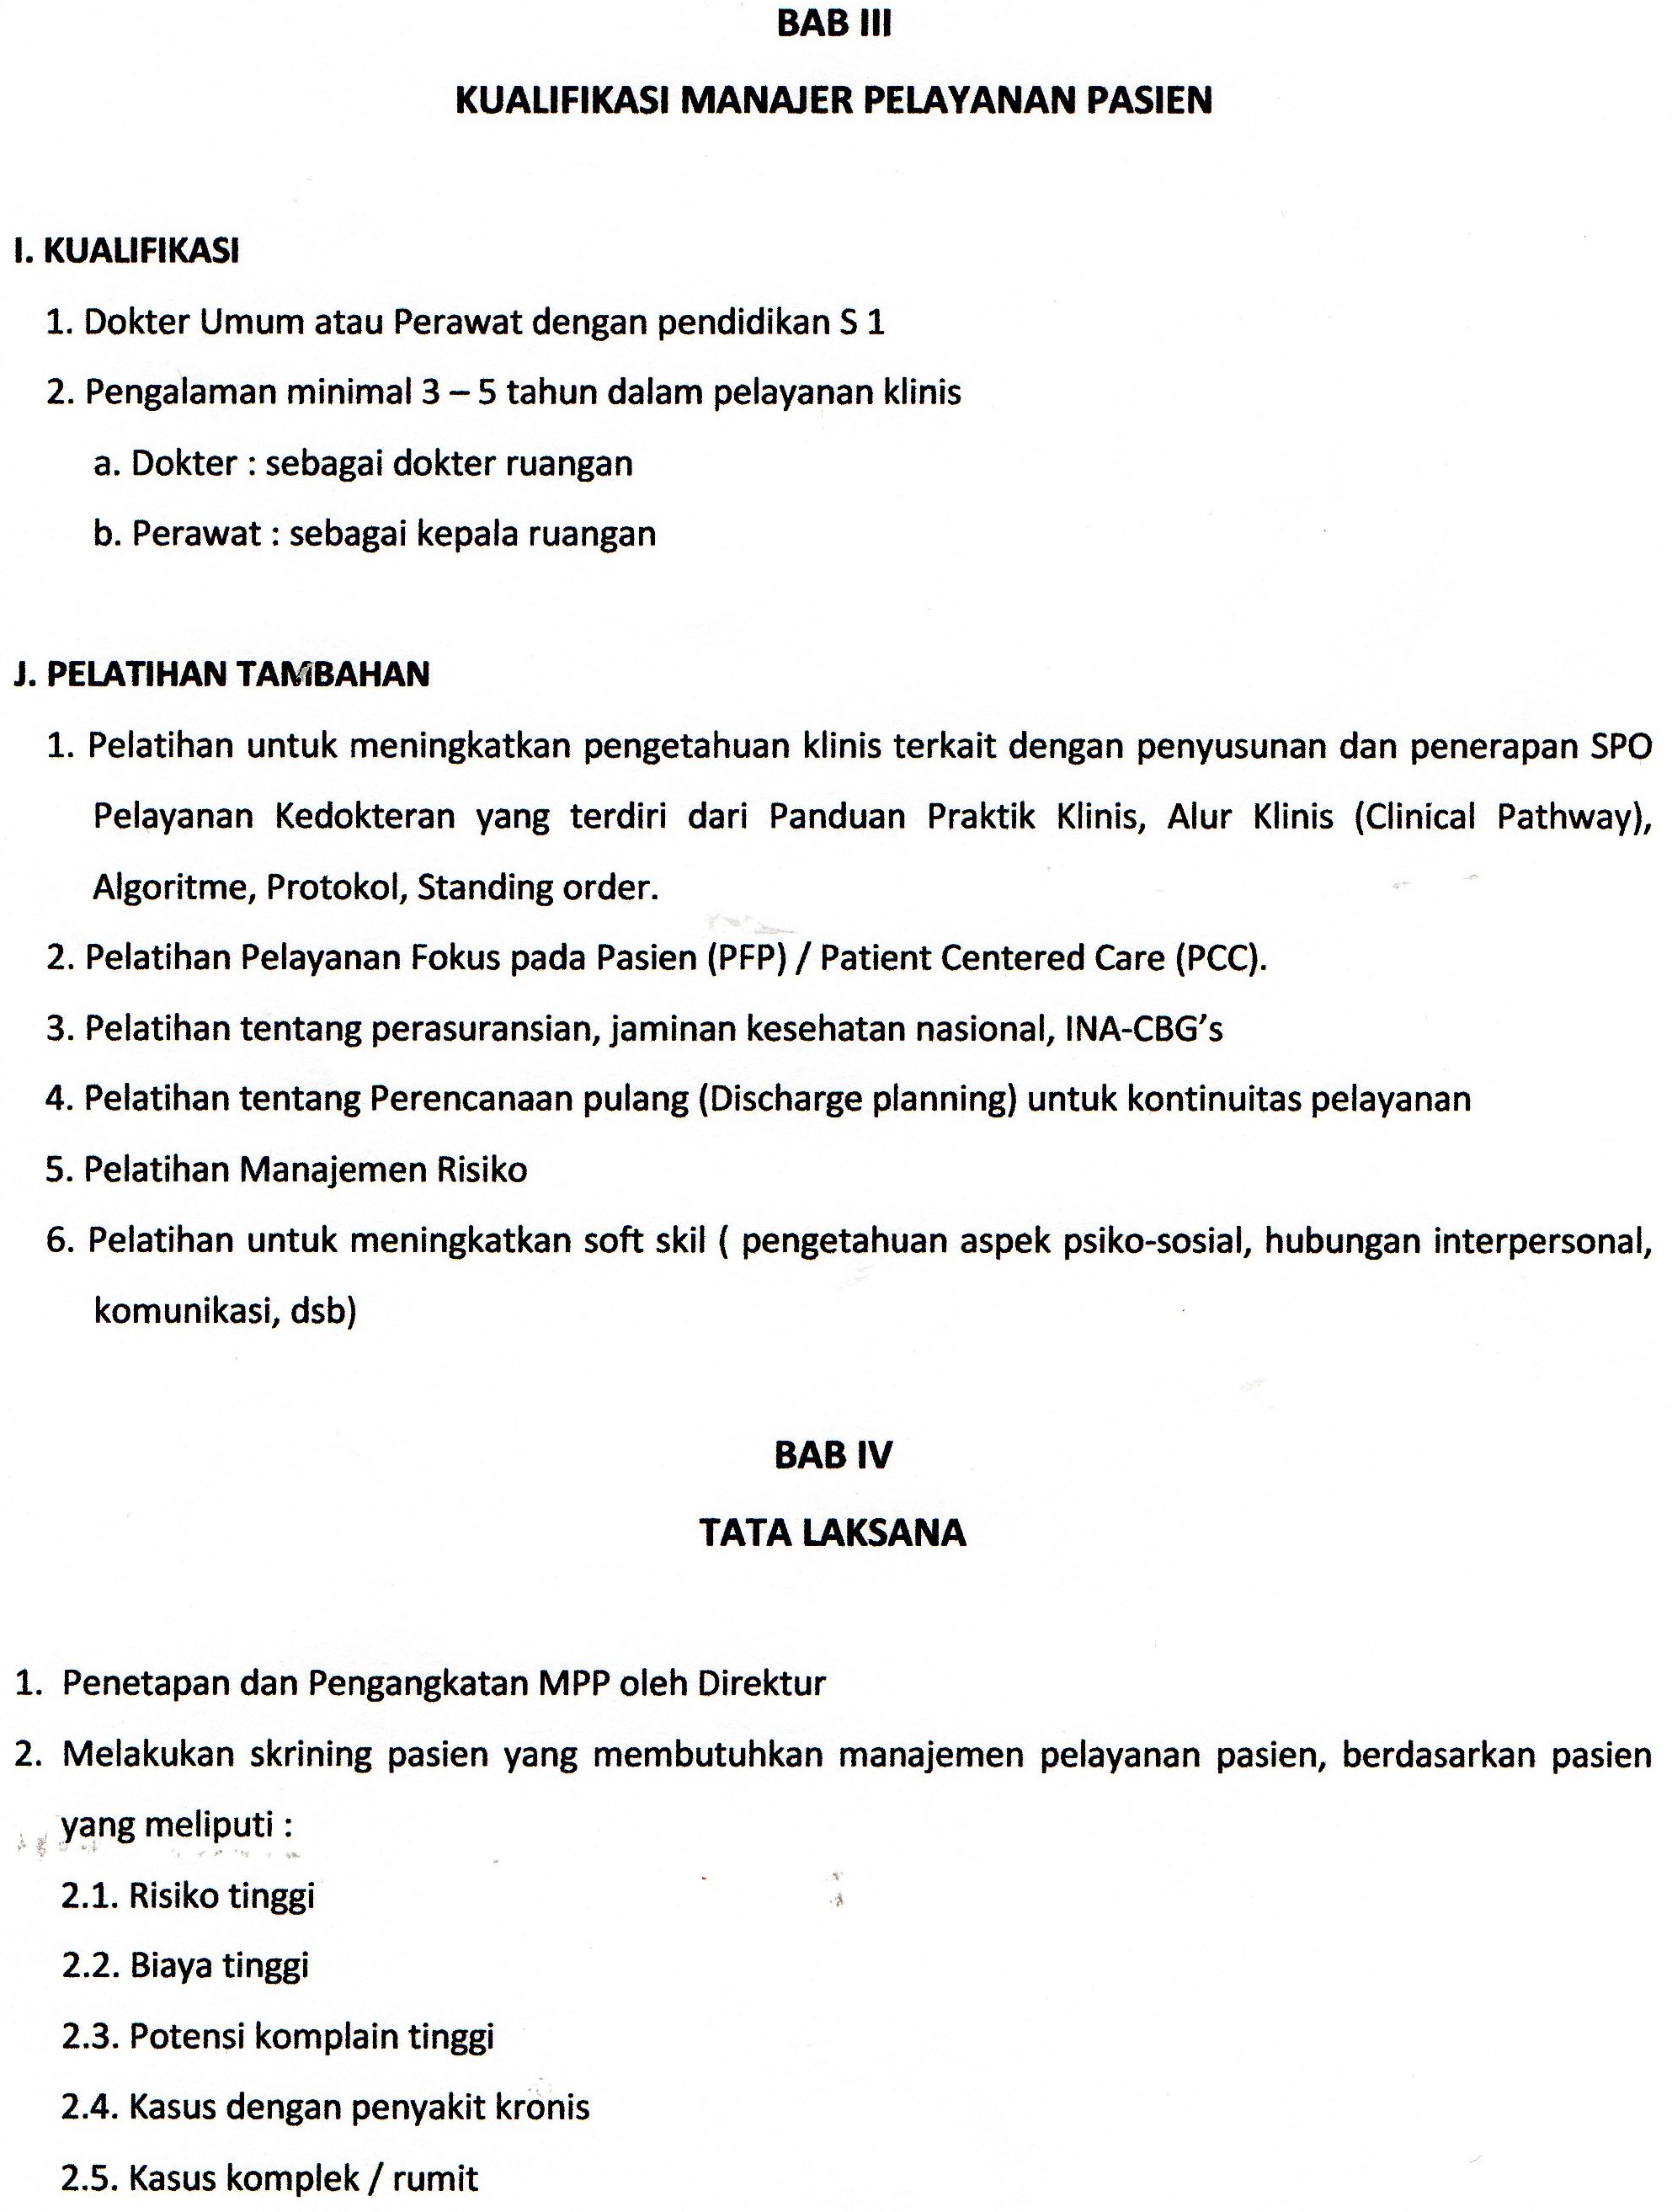 BAB III
KUALIFIKASI MANAJER PELAYANAN PASIEN
I. KUALIFIKASI
1. Dokter Umum atau Perawat dengan pendidikan S 1
2. Pengalaman minimal 3 – 5 tahun dalam pelayanan klinis
a. Dokter : sebagai dokter ruangan
b. Perawat : sebagai kepala ruangan
J. PELATIHAN TAMBAHAN
1. Pelatihan untuk meningkatkan pengetahuan klinis terkait dengan penyusunan dan penerapan SPO
Pelayanan Kedokteran yang terdiri dari Panduan Praktik Klinis, Alur Klinis (Clinical Pathway),
Algoritme, Protokol, Standing order.
2. Pelatihan Pelayanan Fokus pada Pasien (PFP) / Patient Centered Care (PCC).
3. Pelatihan tentang perasuransian, jaminan kesehatan nasional, INA-CBG’s
4. Pelatihan tentang Perencanaan pulang (Discharge planning) untuk kontinuitas pelayanan
5. Pelatihan Manajemen Risiko
6. Pelatihan untuk meningkatkan soft skil ( pengetahuan aspek psiko-sosial, hubungan interpersonal,
komunikasi, dsb)
BAB IV
TATA LAKSANA
1. Penetapan dan Pengangkatan MPP oleh Direktur
2. Melakukan skrining pasien yang membutuhkan manajemen pelayanan pasien, berdasarkan pasien
yang meliputi :
2.1. Risiko tinggi
2.2. Biaya tinggi
2.3. Potensi komplain tinggi
2.4. Kasus dengan penyakit kronis
2.5. Kasus komplek / rumit